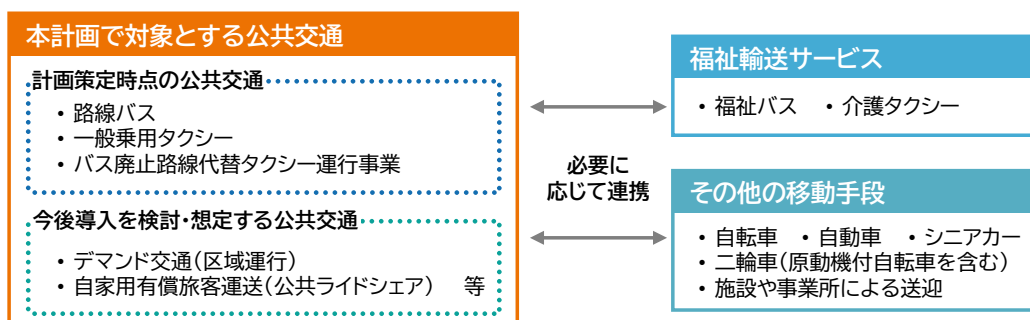 本計画で対象とする公共交通
計画策定時点の公共交通
・路線バス
・一般乗用タクシー
・バス廃止路線代替タクシー運行事業
今後導入を検討・想定する公共交通
・デマンド交通(区域運行)
・自家用有償旅客運送(公共ライドシェア) 等
必要に
応じて連携
福祉輸送サービス
・福祉バス ・介護タクシー
その他の移動手段
・自転車 ・自動車 ・シニアカー
・二輪車(原動機付自転車を含む)
・施設や事業所による送迎